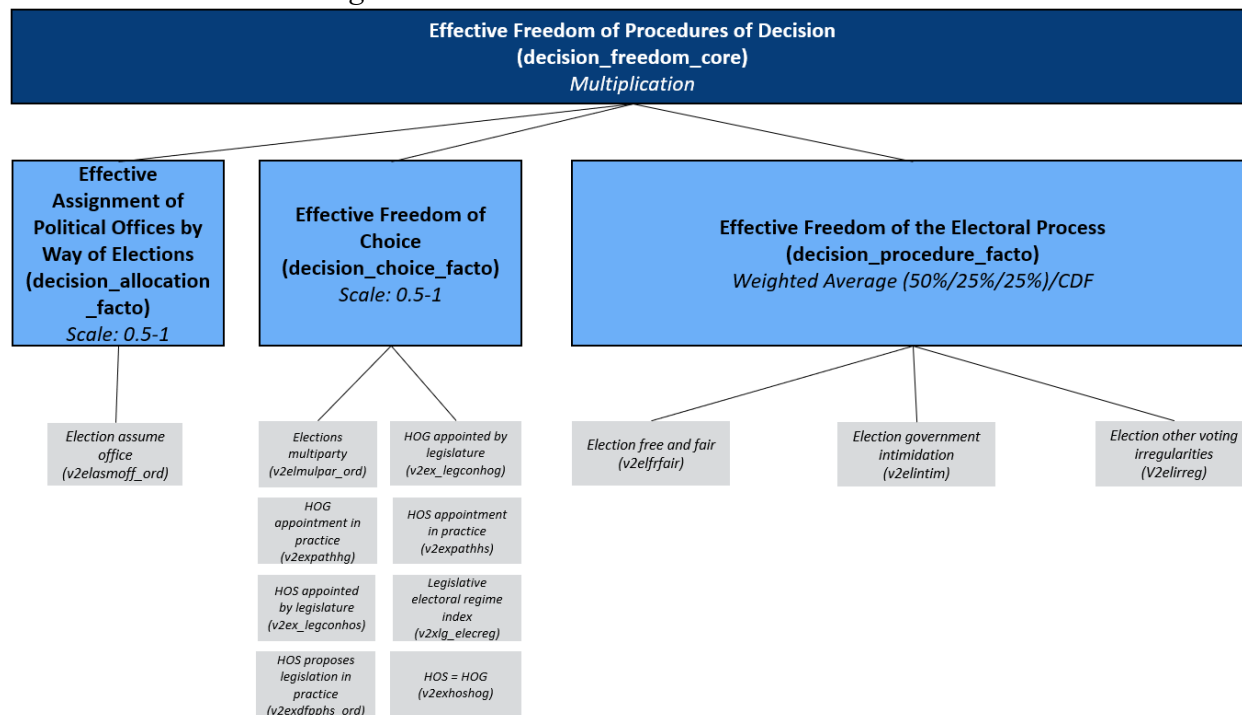 Effective Freedom of Procedures of Decision
(decision_freedom_core)
Multiplication
Effective
Assignment of
Political Offices by
Way of Elections
(decision_allocation
_facto)
Scale: 0.5-1
Effective Freedom of
Choice
(decision_choice_facto)
Scale: 0.5-1
Effective Freedom of the Electoral Process
(decision_procedure_facto)
Weighted Average (50%/25%/25%)/CDF
Election assume
office
(v2elasmoff_ord)
Elections
multiparty
(v2elmulpar_ord)
HOG appointed by
legislature
(v2ex_legconhog)
HOG
appointment in
practice
(v2expathhg)
HOS appointment
in practice
(v2expathhs)
HOS appointed
by legislature
(v2ex_legconhos)
Legislative
electoral regime
index
(v2xlg_elecreg)
HOS proposes
legislation in
practice
(v2exdfpphs_ord)
HOS = HOG
(v2exhoshog)
Election free and fair
(v2elfrfair)
Election government
intimidation
(v2elintim)
Election other voting
irregularities
(V2elirreg)